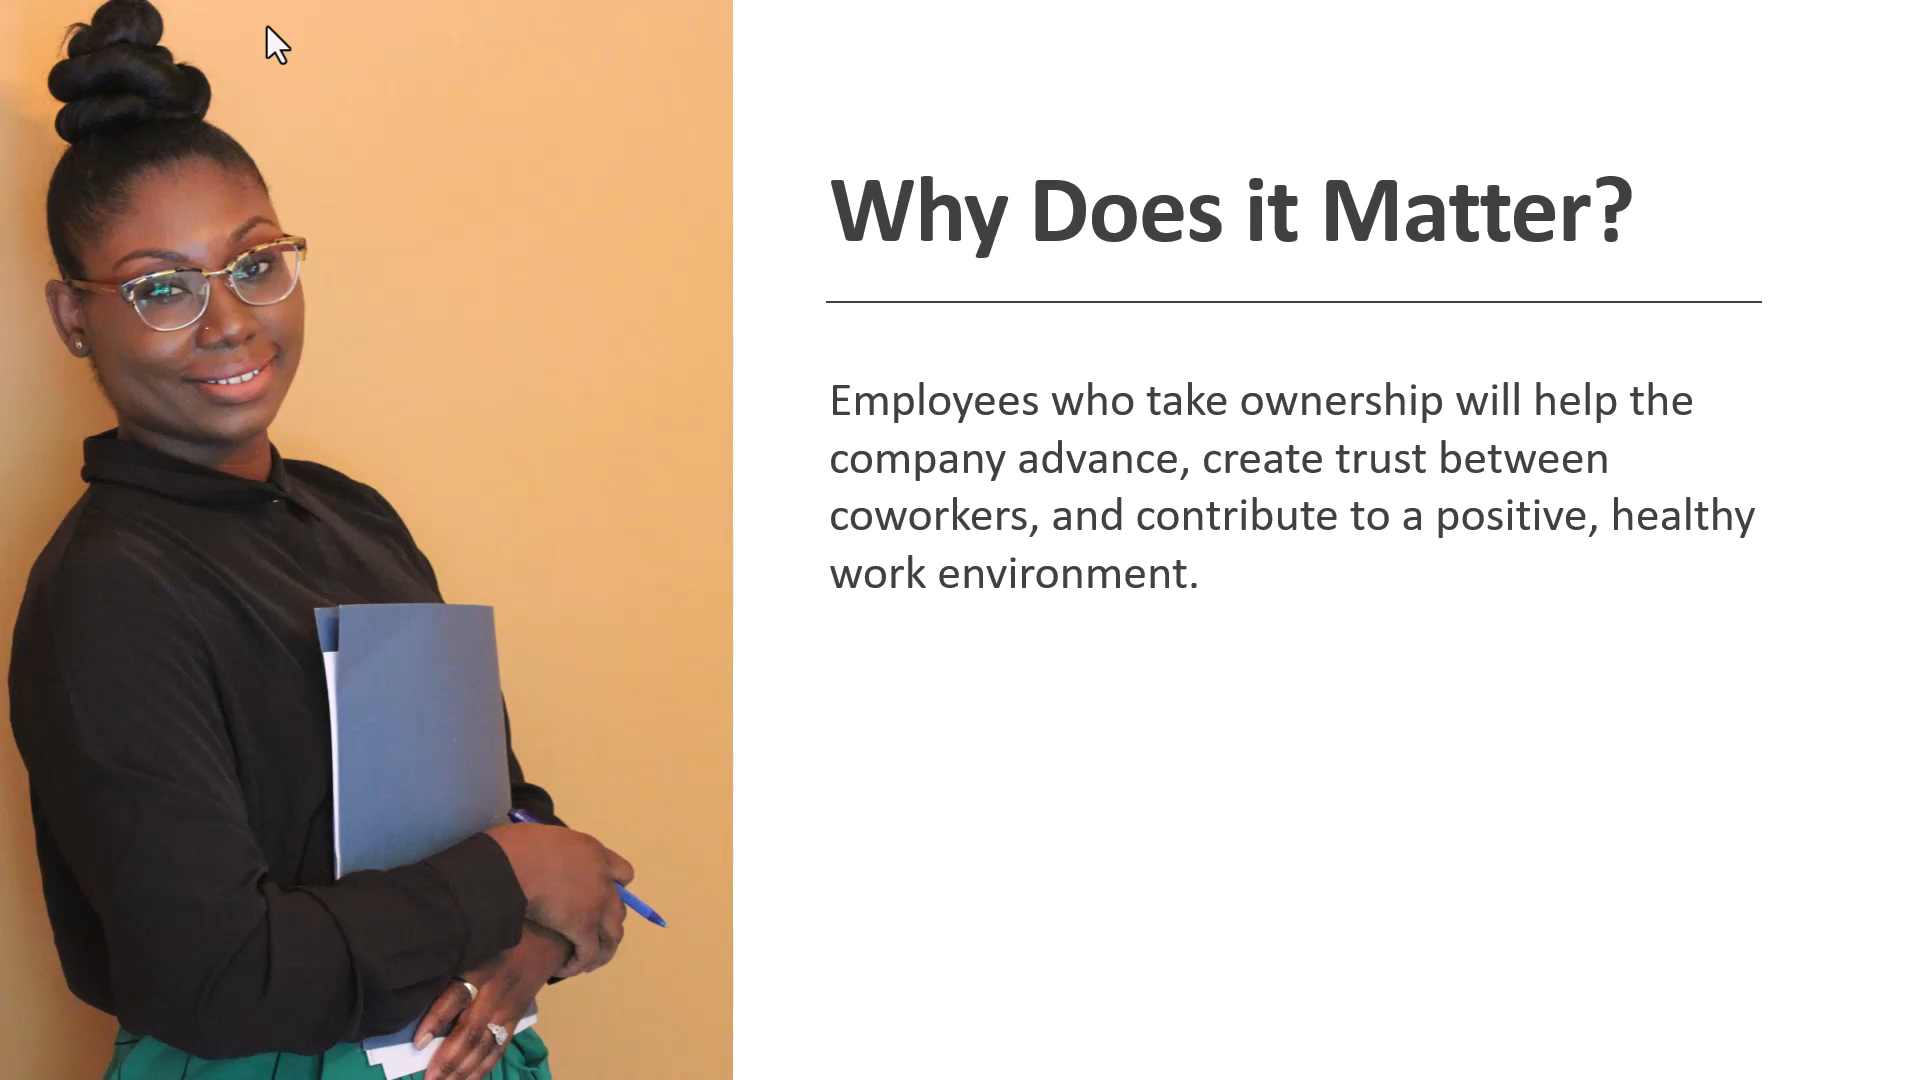 Why Does it Matter?
Employees who take ownership will help the
company advance, create trust between
coworkers, and contribute to a positive, healthy
work environment.